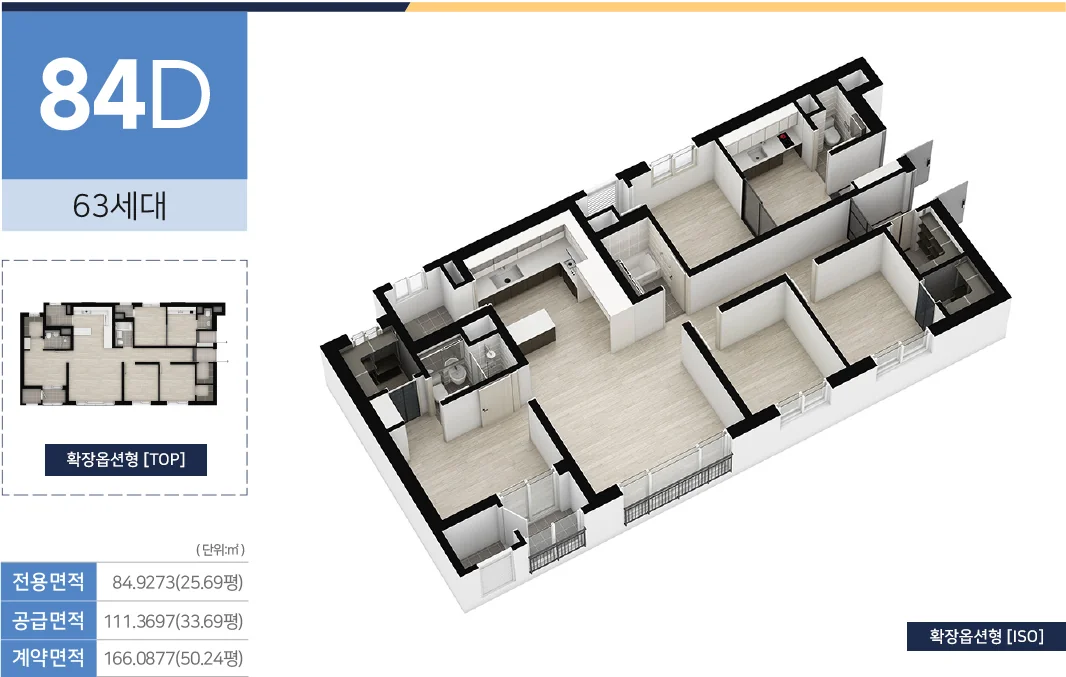 84D
63세대
확장옵션형 [TOP]
( 단위:㎡ )
전용면적 84.9273(25.69평)
공급면적 111.3697(33.69평)
계약면적 166.0877(50.24평)
확장옵션형 [ISO]